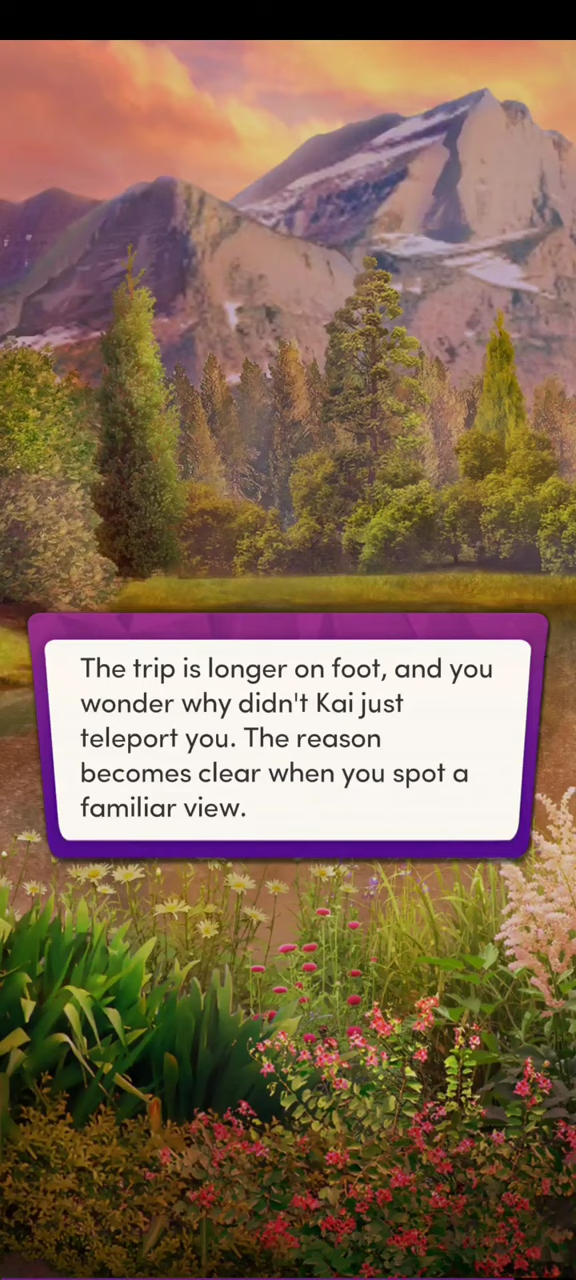 The trip is longer on foot, and you
wonder why didn't Kai just
teleport you. The reason
becomes clear when you spot a
familiar view.